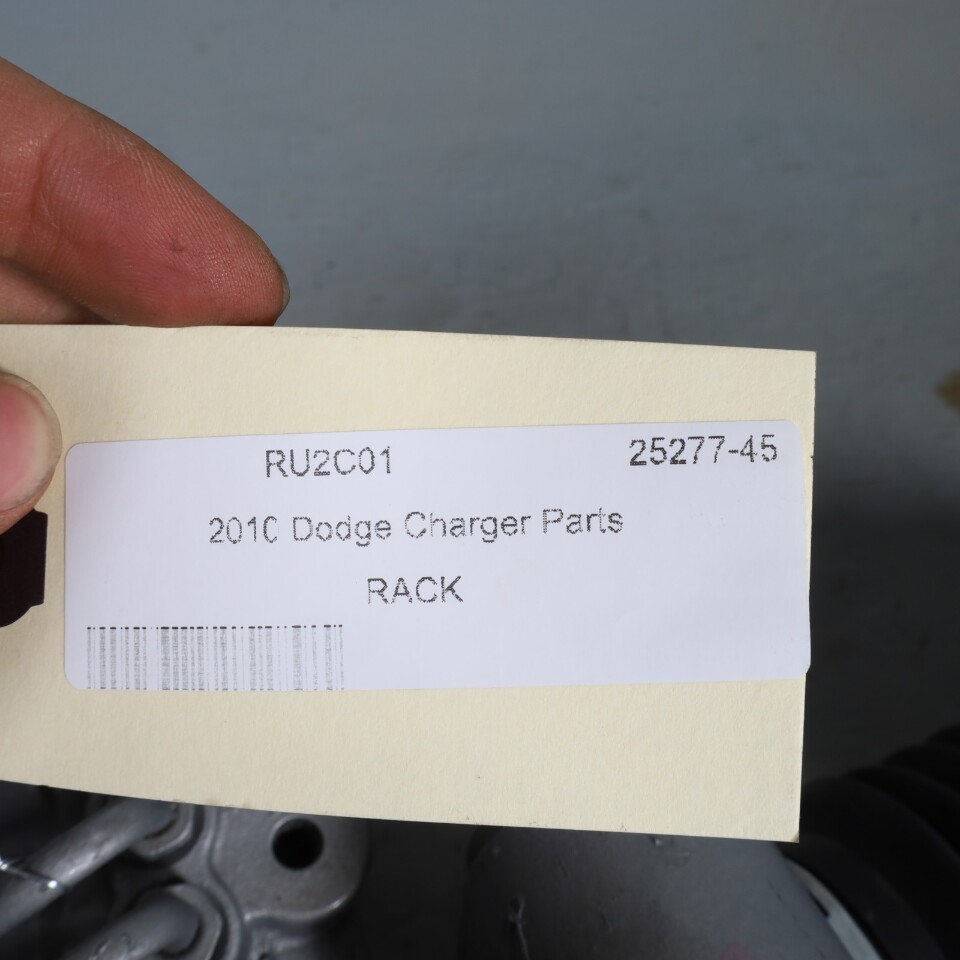 RU2C01 25277-45
2010 Dodge Charger Parts
RACK